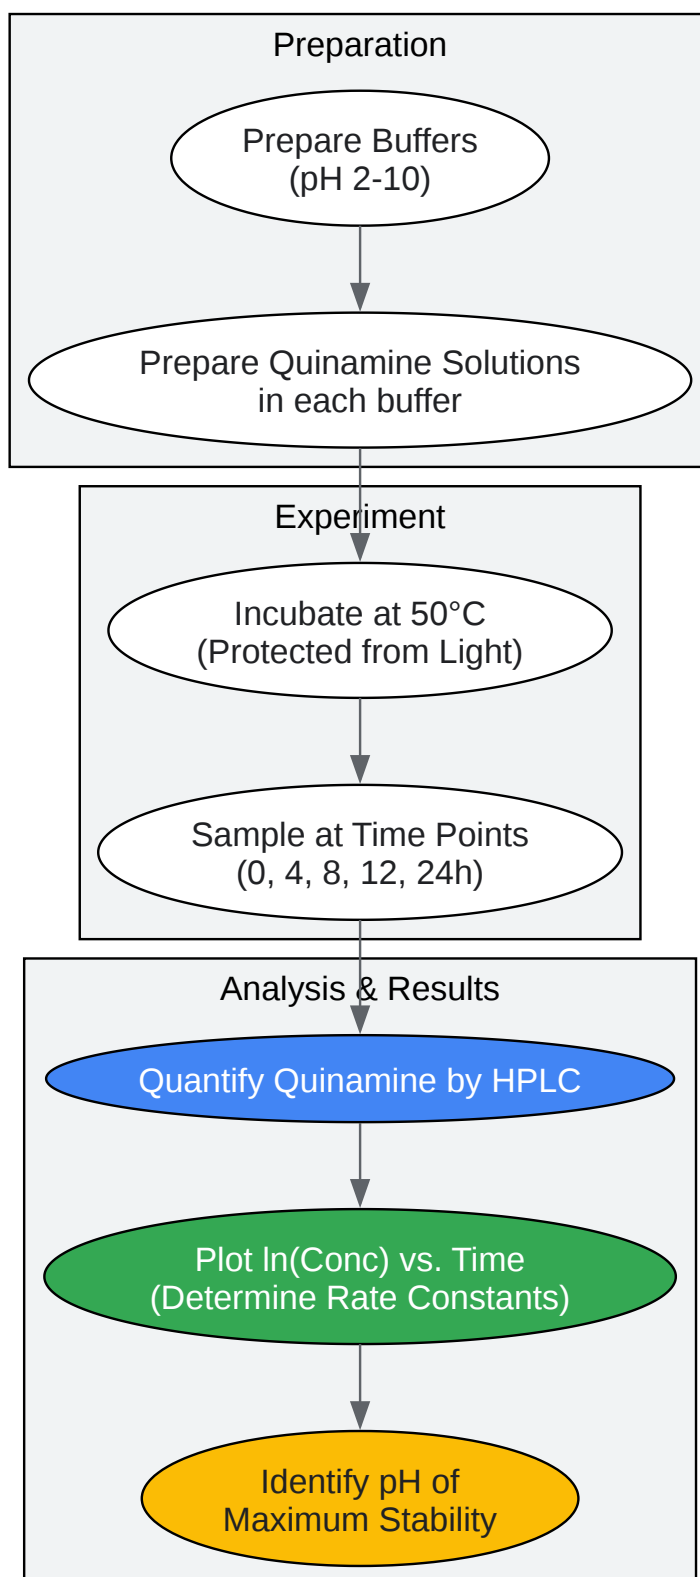 Preparation
Prepare Buffers
(pH 2-10)
Prepare Quinamine Solutions
in each buffer
Experiment
Incubate at 50°C
(Protected from Light)
Sample at Time Points
(0, 4, 8, 12, 24h)
Analysis & Results
Quantify Quinamine by HPLC
Plot ln(Conc) vs. Time
(Determine Rate Constants)
Identify pH of
Maximum Stability